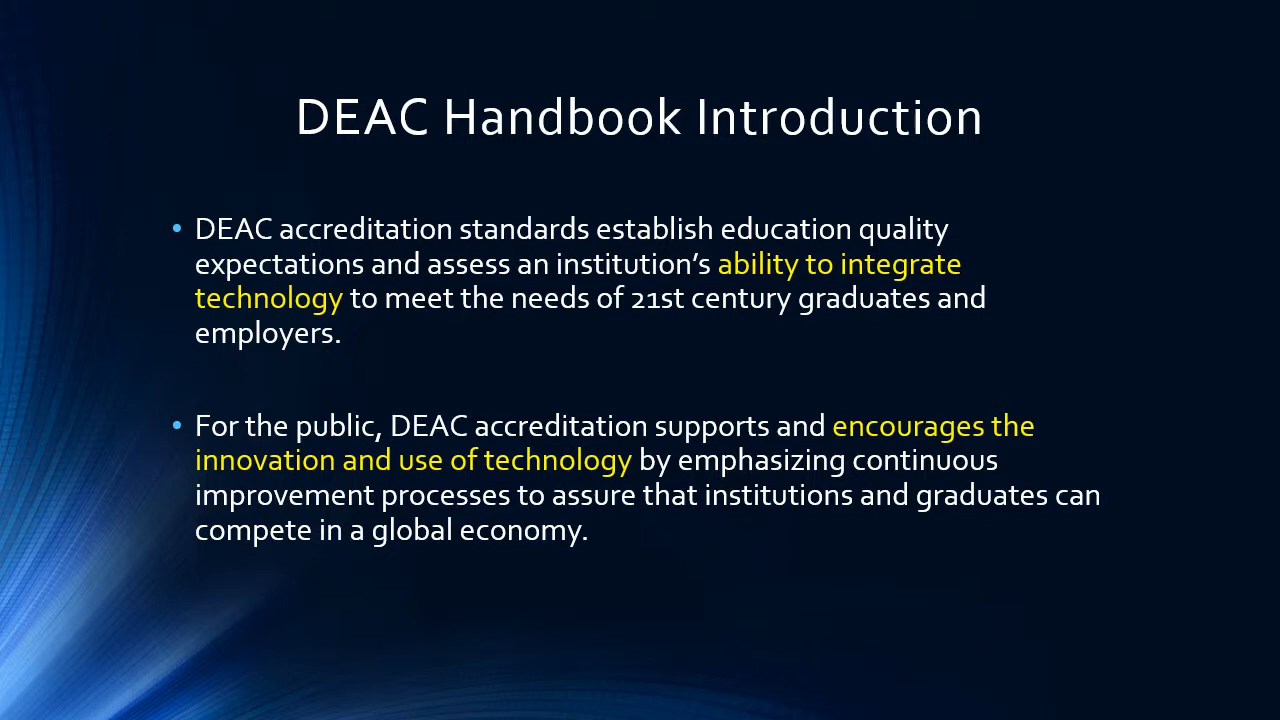 DEAC Handbook Introduction
• DEAC accreditation standards establish education quality
expectations and assess an institution’s ability to integrate
technology to meet the needs of 21st century graduates and
employers.
• For the public, DEAC accreditation supports and encourages the
innovation and use of technology by emphasizing continuous
improvement processes to assure that institutions and graduates can
compete in a global economy.